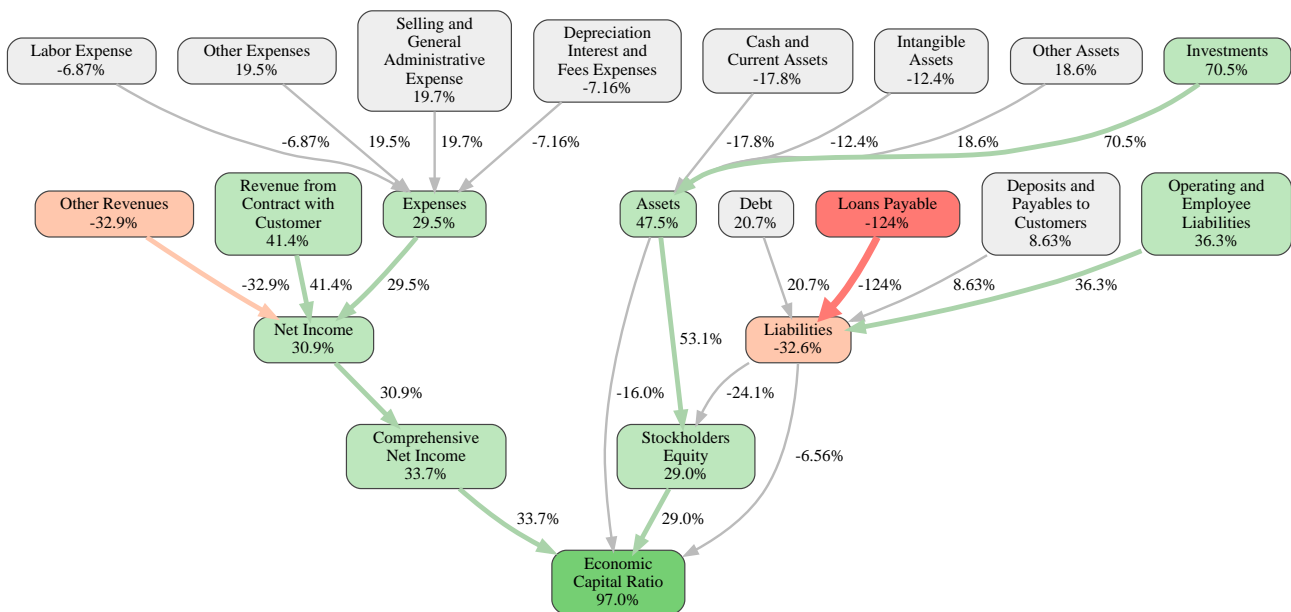 Labor Expense
-6.87%
Other Expenses
19.5%
Selling and
General
Administrative
Expense
19.7%
Depreciation
Interest and
Fees Expenses
-7.16%
Cash and
Current Assets
-17.8%
Intangible
Assets
-12.4%
Other Assets
18.6%
Investments
70.5%
-6.87%
19.5%
19.7%
-7.16%
-17.8%
-12.4%
18.6%
70.5%
Other Revenues
-32.9%
Revenue from
Contract with
Customer
41.4%
Expenses
29.5%
Assets
47.5%
Debt
20.7%
Loans Payable
-124%
Deposits and
Payables to
Customers
8.63%
Operating and
Employee
Liabilities
36.3%
-32.9%
41.4%
29.5%
20.7%
-124%
8.63%
36.3%
Net Income
30.9%
53.1%
Liabilities
-32.6%
30.9%
-16.0%
-24.1%
Comprehensive
Net Income
33.7%
Stockholders
Equity
29.0%
-6.56%
33.7%
29.0%
Economic
Capital Ratio
97.0%